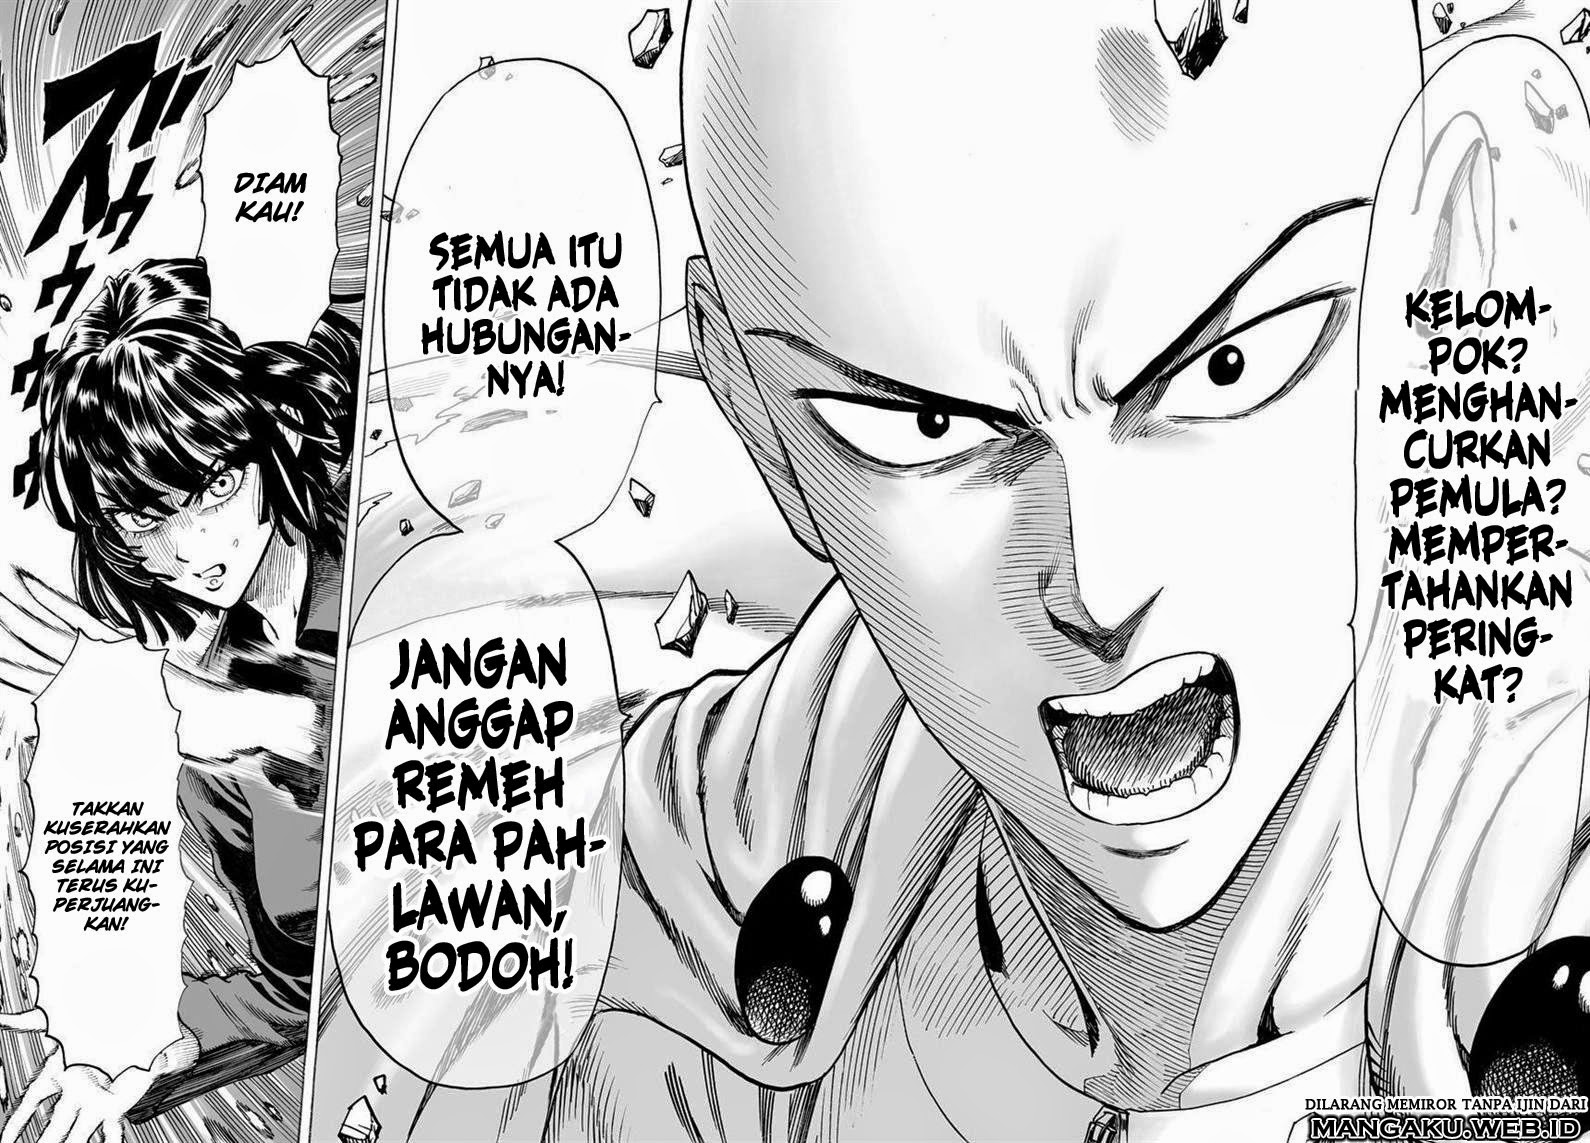 KELOM-
POK?
MENGHAN-
CURKAN
PEMULA?
MEMPER-
TAHANKAN
PERING-
KAT?
SEMUA ITU
TIDAK ADA
HUBUNGAN-
NYA!
JANGAN
ANGGAP
REMEH
PARA PAH-
LAWAN,
BODOH!
DIAM
KAU!
TAKKAN
KUSERAHKAN
POSISI YANG
SELAMA INI
TERUS KU-
PERJUANG-
KAN!
DILARANG MEMIROR TANPA IJIN DARI
MANGAKU.WEB.ID